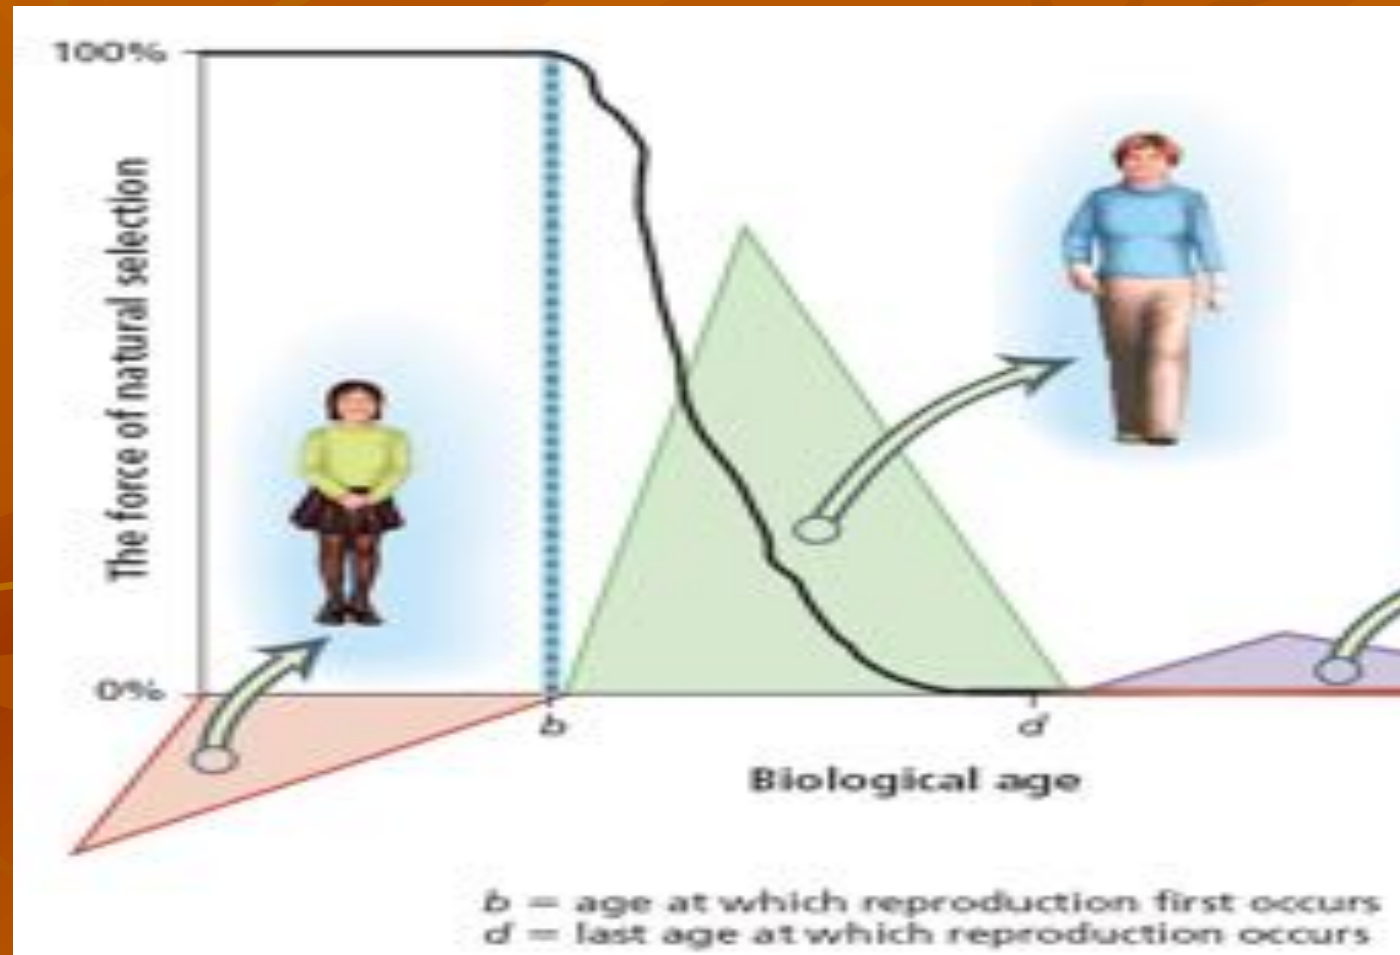 100%
The force of natural selection
0%
b
d
Biological age
b = age at which reproduction first occurs
d = last age at which reproduction occurs